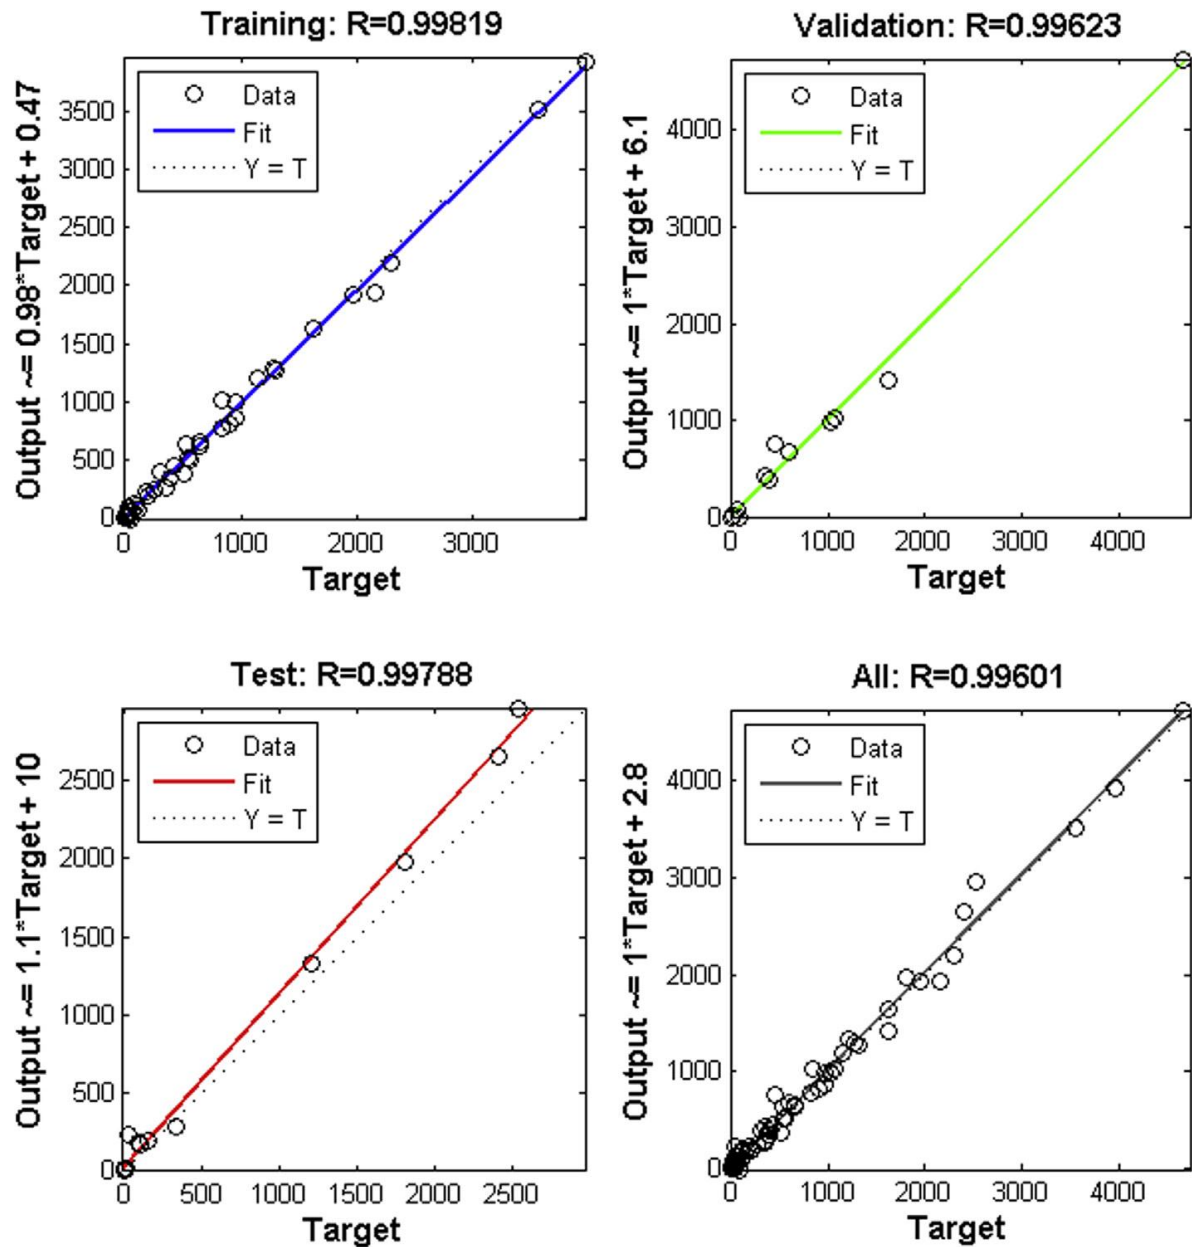 Training: R=0.99819
Output ~= 0.98*Target + 0.47
Data
Fit
Y = T
3500
3000
2500
2000
1500
1000
500
0
0 1000 2000 3000
Target
Validation: R=0.99623
Output ~= 1*Target + 6.1
Data
Fit
Y = T
4000
3000
2000
1000
0
0 1000 2000 3000 4000
Target
Test: R=0.99788
Output ~= 1.1*Target + 10
Data
Fit
Y = T
2500
2000
1500
1000
500
0
0 500 1000 1500 2000 2500
Target
All: R=0.99601
Output ~= 1*Target + 2.8
Data
Fit
Y = T
4000
3000
2000
1000
0
0 1000 2000 3000 4000
Target